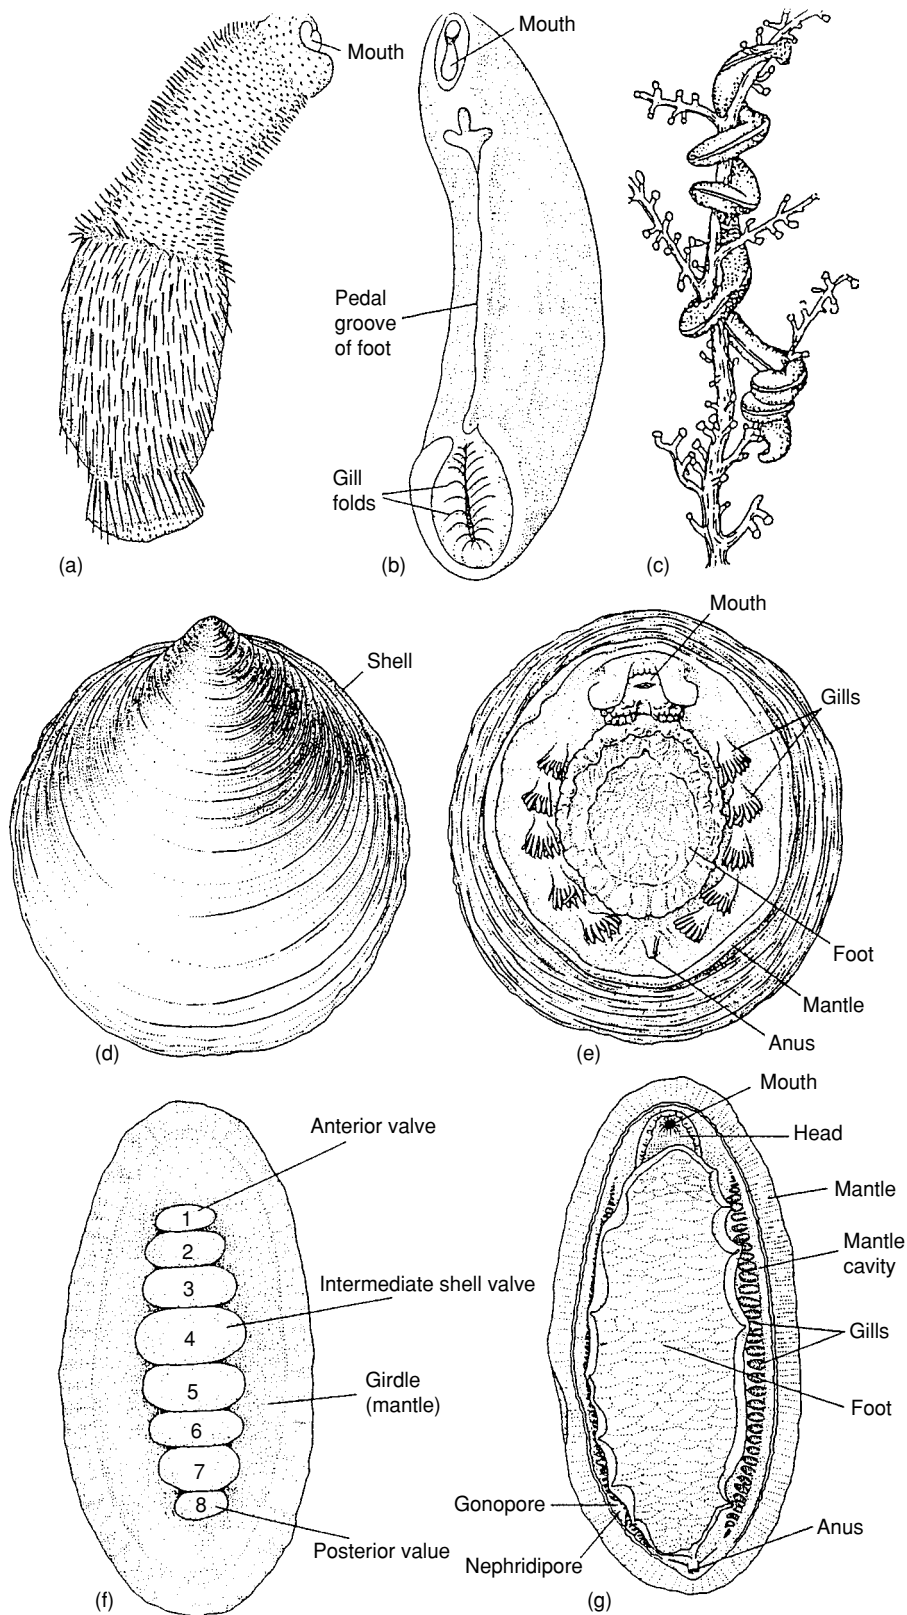 Mouth
Mouth
Pedal
groove
of foot
Gill
folds
(a)
(b)
(c)
Mouth
Shell
Gills
Foot
Mantle
Anus
(d)
(e)
Mouth
Anterior valve
Head
Mantle
1
2
3
4
5
6
7
8
Mantle
cavity
Intermediate shell valve
Gills
Girdle
(mantle)
Foot
Gonopore
Anus
Posterior value
Nephridipore
(f)
(g)